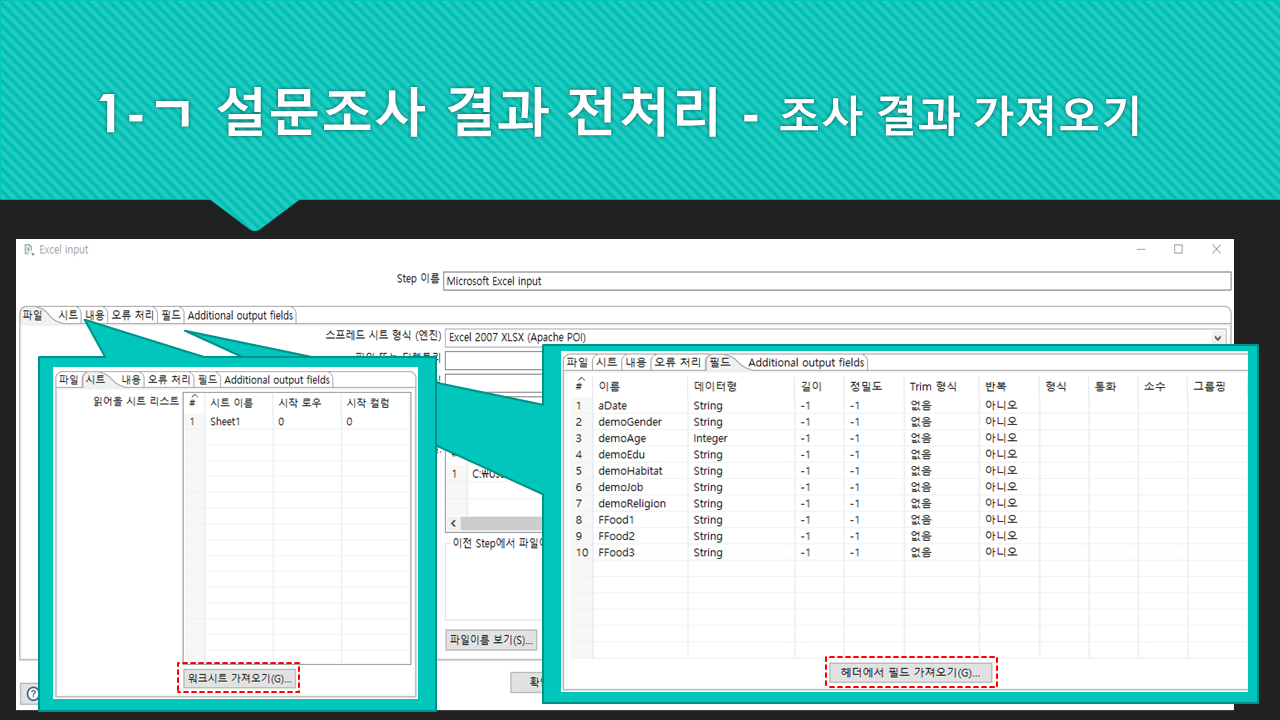 1-ㄱ 설문조사 결과 전처리 - 조사 결과 가져오기
Excel input
Step 이름 Microsoft Excel input
파일 시트 내용 오류 처리 필드 Additional output fields
스프레드 시트 형식 (엔진) Excel 2007 XLSX (Apache POI)
파일 시트 내용 오류 처리 필드 Additional output fields
읽어올 시트 리스트
# 시트 이름 시작 로우 시작 컬럼
1 Sheet1 0 0
워크시트 가져오기(G)...
1
이전 Step에서
파일이름 보기(S)...
파일 시트 내용 오류 처리 필드 Additional output fields
# 이름 데이터형 길이 정밀도 Trim 형식 반복 형식 통화 소수 그룹핑
1 aDate String -1 -1 없음 아니오
2 demoGender String -1 -1 없음 아니오
3 demoAge Integer -1 -1 없음 아니오
4 demoEdu String -1 -1 없음 아니오
5 demoHabitat String -1 -1 없음 아니오
6 demoJob String -1 -1 없음 아니오
7 demoReligion String -1 -1 없음 아니오
8 FFood1 String -1 -1 없음 아니오
9 FFood2 String -1 -1 없음 아니오
10 FFood3 String -1 -1 없음 아니오
헤더에서 필드 가져오기(G)...